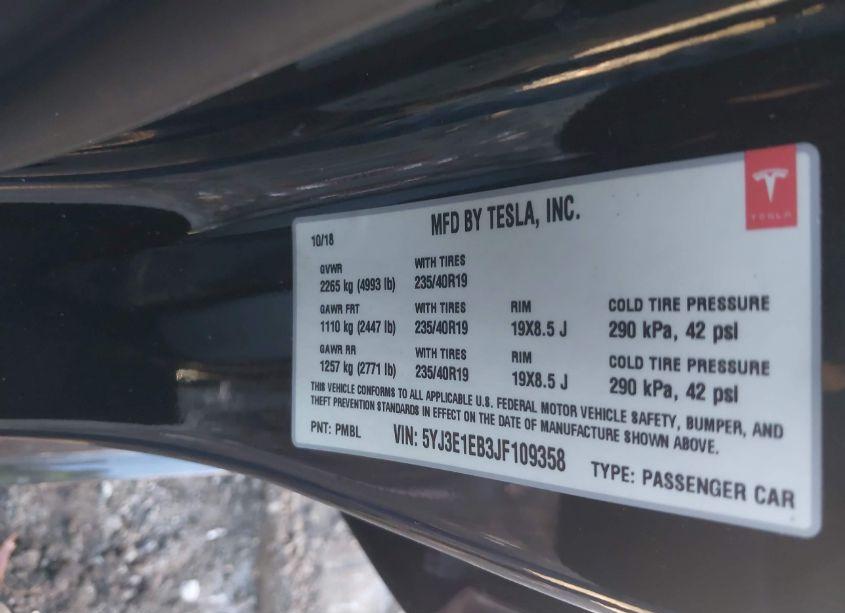 MFD BY TESLA, INC.
TESLA
10/18
GVWR WITH TIRES
2265 kg (4993 lb) 235/40R19
GAWR FRT WITH TIRES RIM COLD TIRE PRESSURE
1110 kg (2447 lb) 235/40R19 19X8.5 J 290 kPa, 42 psi
GAWR RR WITH TIRES RIM COLD TIRE PRESSURE
1257 kg (2771 lb) 235/40R19 19X8.5 J 290 kPa, 42 psi
THIS VEHICLE CONFORMS TO ALL APPLICABLE U.S. FEDERAL MOTOR VEHICLE SAFETY, BUMPER, AND
THEFT PREVENTION STANDARDS IN EFFECT ON THE DATE OF MANUFACTURE SHOWN ABOVE.
PNT: PMBL VIN: 5YJ3E1EB3JF109358 TYPE: PASSENGER CAR